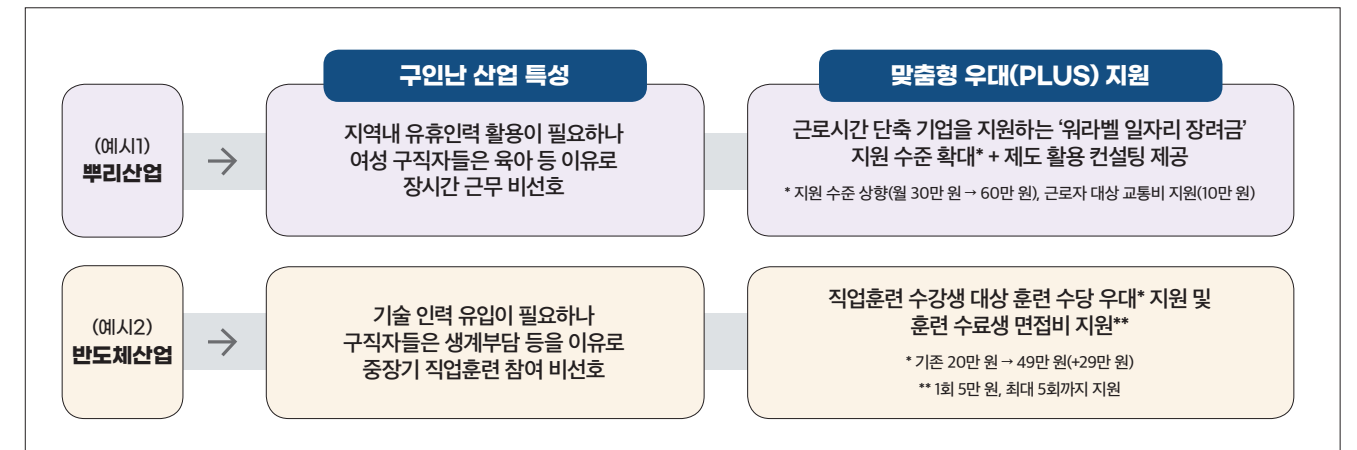 구인난 산업 특성
맞춤형 우대(PLUS) 지원
(예시1)
뿌리산업
지역내 유휴인력 활용이 필요하나
여성 구직자들은 육아 등 이유로
장시간 근무 비선호
근로시간 단축 기업을 지원하는 ‘워라벨 일자리 장려금’
지원 수준 확대* + 제도 활용 컨설팅 제공
* 지원 수준 상향(월 30만 원 → 60만 원), 근로자 대상 교통비 지원(10만 원)
(예시2)
반도체산업
기술 인력 유입이 필요하나
구직자들은 생계부담 등을 이유로
중장기 직업훈련 참여 비선호
직업훈련 수강생 대상 훈련 수당 우대* 지원 및
훈련 수료생 면접비 지원**
* 기존 20만 원 → 49만 원(+29만 원)
** 1회 5만 원, 최대 5회까지 지원